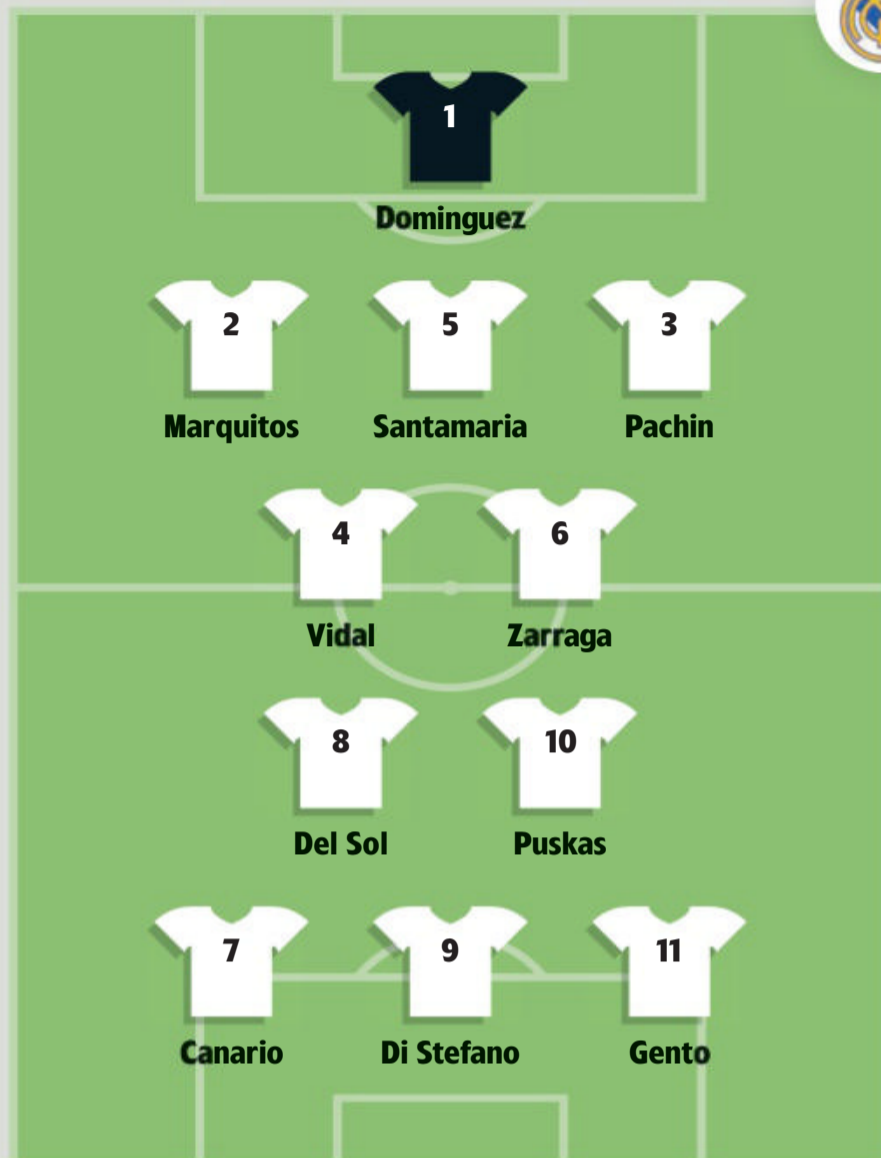 1
Dominguez
2 5 3
Marquitos Santamaria Pachin
4 6
Vidal Zarraga
8 10
Del Sol Puskas
7 9 11
Canario Di Stefano Gento